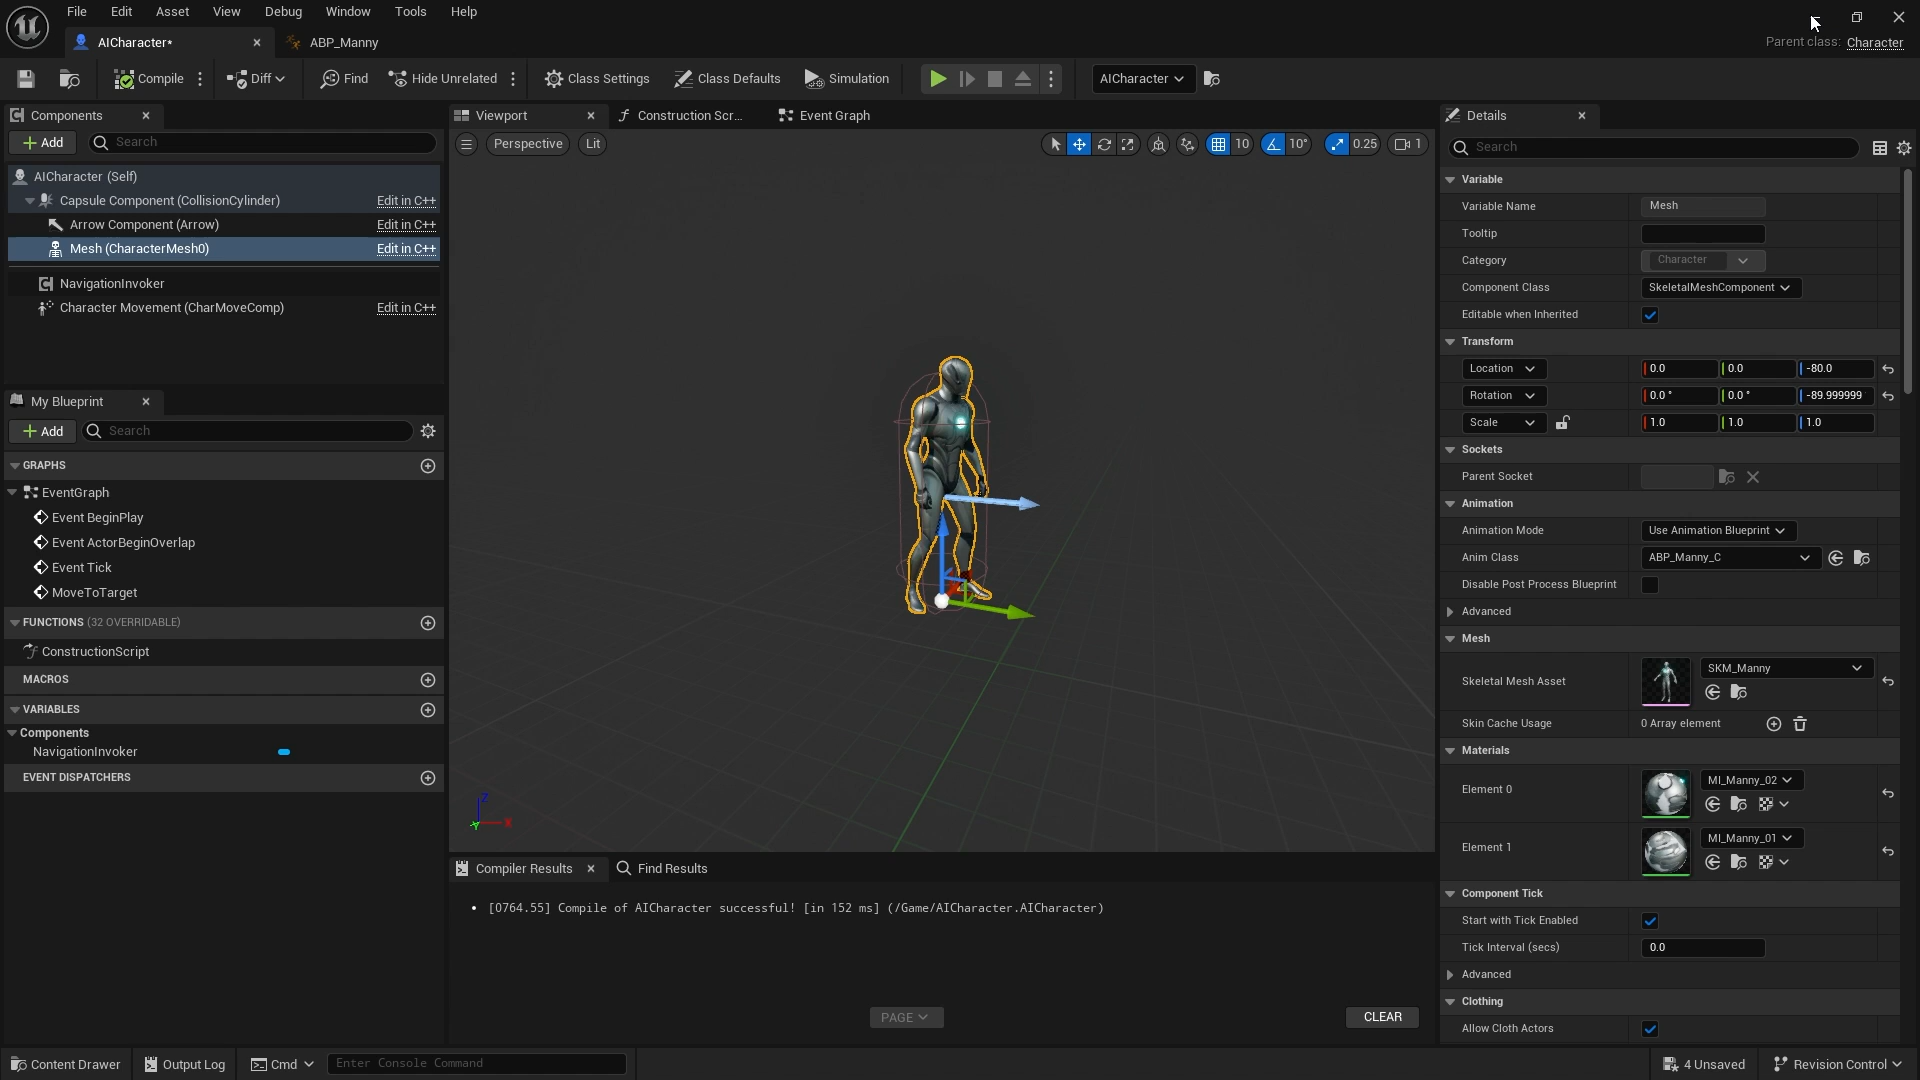 File Edit Asset View Debug Window Tools Help
AICharacter* ABP_Manny
Parent class: Character
Compile Diff Find Hide Unrelated Class Settings Class Defaults Simulation AICharacter
Components
Add Search
AICharacter (Self)
Capsule Component (CollisionCylinder) Edit in C++
Arrow Component (Arrow) Edit in C++
Mesh (CharacterMesh0) Edit in C++
NavigationInvoker
Character Movement (CharMoveComp) Edit in C++
My Blueprint
Add Search
GRAPHS
EventGraph
Event BeginPlay
Event ActorBeginOverlap
Event Tick
MoveToTarget
FUNCTIONS (32 OVERRIDABLE)
ConstructionScript
MACROS
VARIABLES
Components
NavigationInvoker
EVENT DISPATCHERS
Viewport Construction Scr... Event Graph
Perspective Lit 10 10° 0.25 1
Z
Y X
Compiler Results Find Results
• [0764.55] Compile of AICharacter successful! [in 152 ms] (/Game/AICharacter.AICharacter)
PAGE CLEAR
Details
Search
Variable
Variable Name Mesh
Tooltip
Category Character
Component Class SkeletalMeshComponent
Editable when Inherited
Transform
Location 0.0 0.0 -80.0
Rotation 0.0 ° 0.0 ° -89.999999
Scale 1.0 1.0 1.0
Sockets
Parent Socket
Animation
Animation Mode Use Animation Blueprint
Anim Class ABP_Manny_C
Disable Post Process Blueprint
Advanced
Mesh
Skeletal Mesh Asset SKM_Manny
Skin Cache Usage 0 Array element
Materials
Element 0 MI_Manny_02
Element 1 MI_Manny_01
Component Tick
Start with Tick Enabled
Tick Interval (secs) 0.0
Advanced
Clothing
Allow Cloth Actors
Content Drawer Output Log Cmd Enter Console Command 4 Unsaved Revision Control